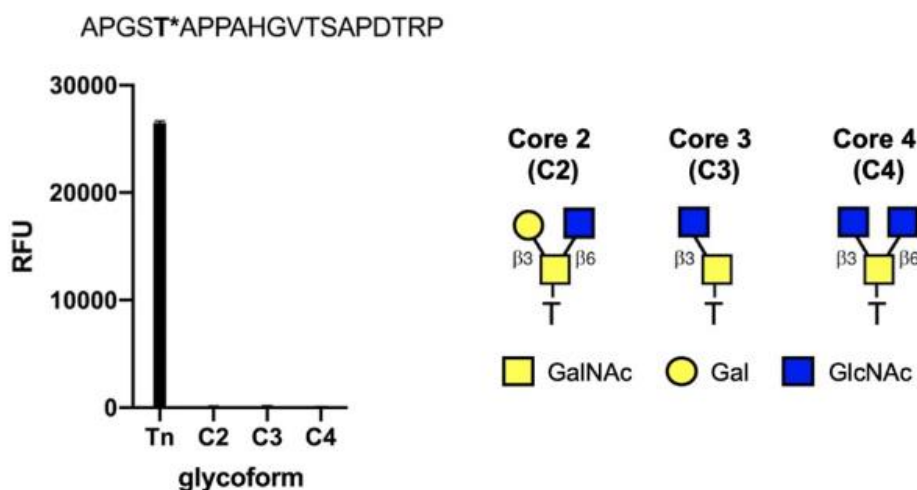 APGST*APPAHGVTSAPDTRP
30000
20000
10000
0
RFU
Tn C2 C3 C4
glycoform
Core 2
(C2)
Core 3
(C3)
Core 4
(C4)
β3 β6
β3
β3 β6
T T T
GalNAc Gal GlcNAc